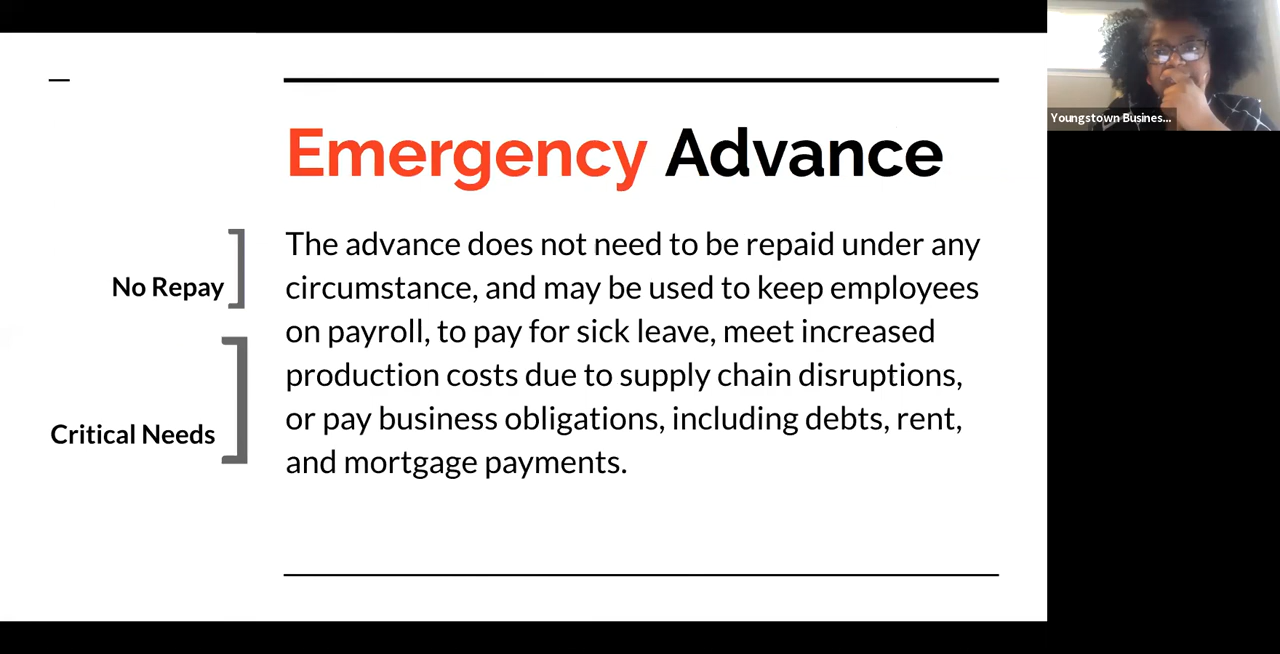 Emergency Advance
No Repay
Critical Needs
The advance does not need to be repaid under any
circumstance, and may be used to keep employees
on payroll, to pay for sick leave, meet increased
production costs due to supply chain disruptions,
or pay business obligations, including debts, rent,
and mortgage payments.
Youngstown Busines...